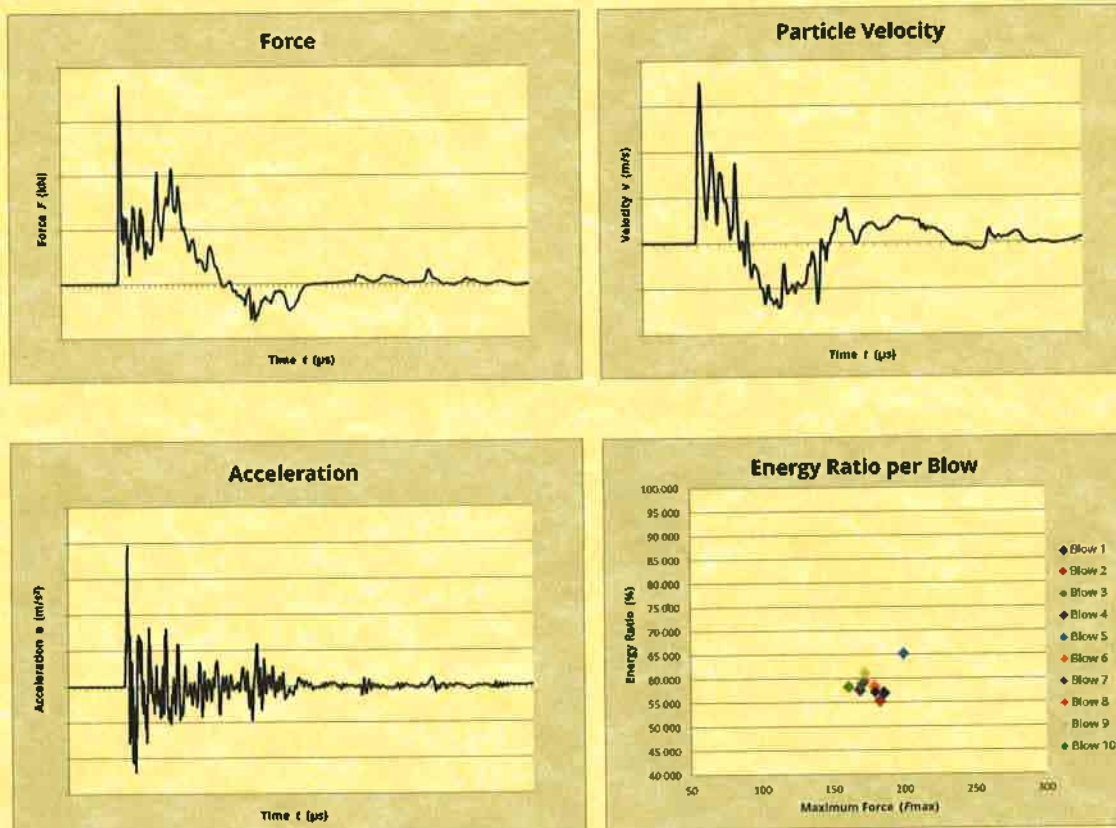 Force
Force F (kN)
Time t (µs)
Particle Velocity
Velocity v (m/s)
Time t (µs)
Acceleration
Acceleration a (m/s²)
Time t (µs)
Energy Ratio per Blow
Energy Ratio (%)
100 000
95 000
90 000
85 000
80 000
75 000
70 000
65 000
60 000
55 000
50 000
45 000
40 000
50 100 150 200 250 300
Maximum Force (Fmax)
Blow 1
Blow 2
Blow 3
Blow 4
Blow 5
Blow 6
Blow 7
Blow 8
Blow 9
Blow 10